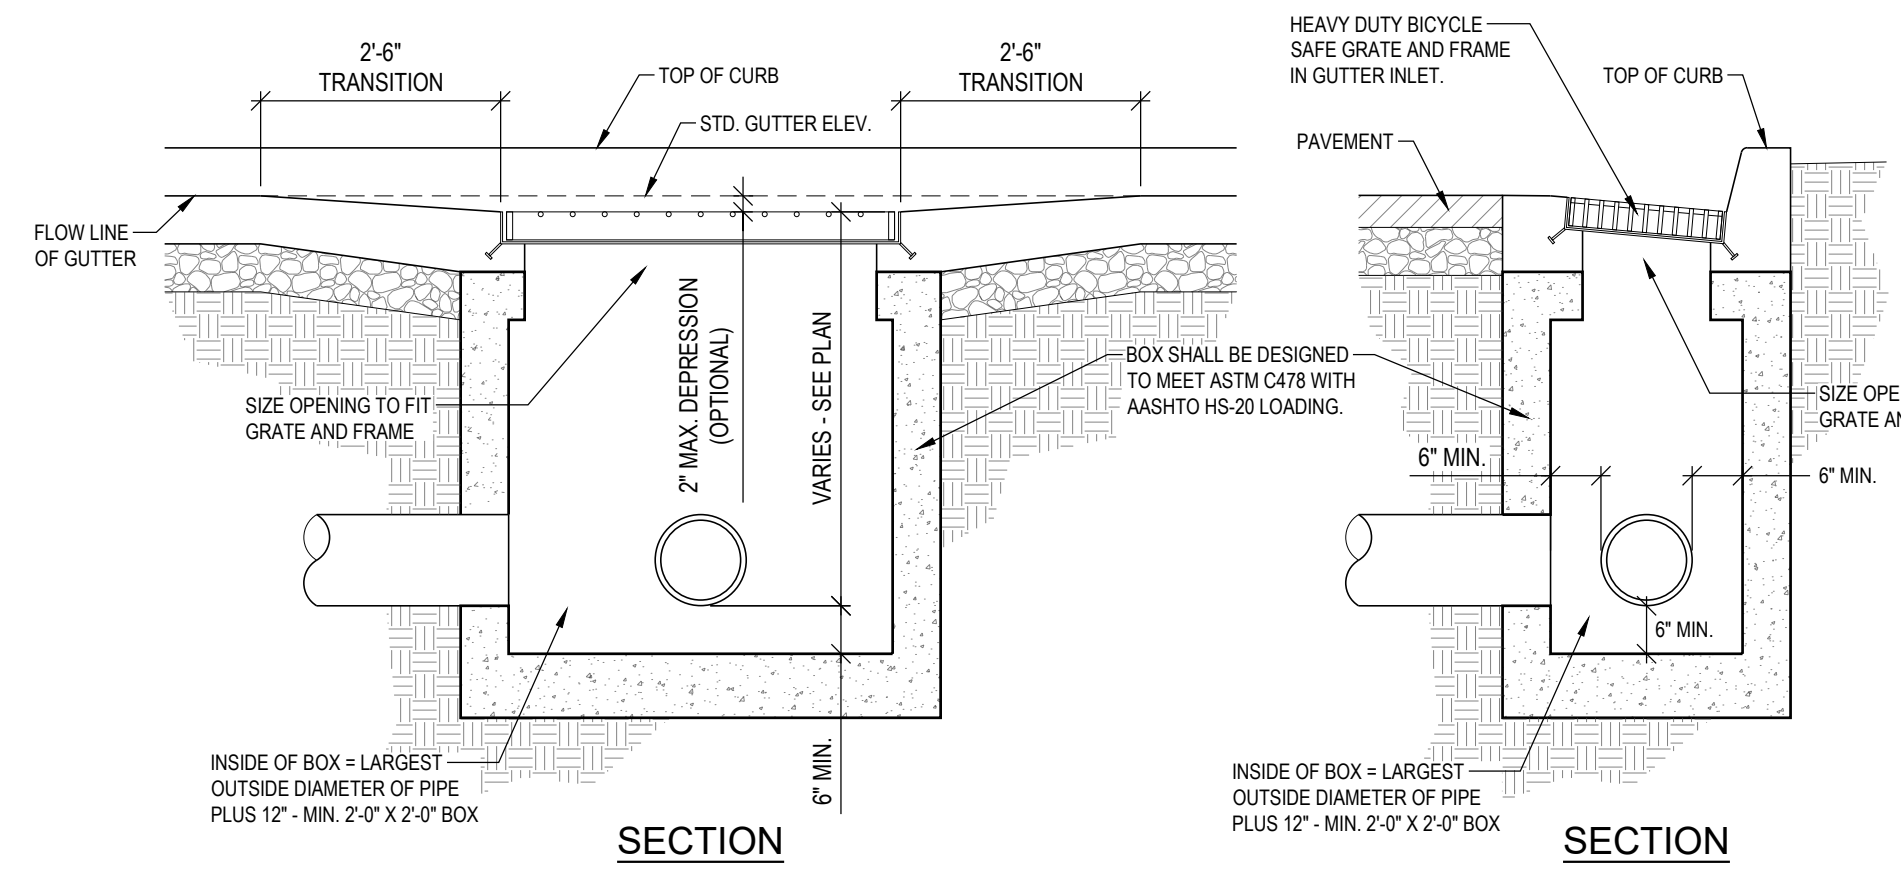 2'-6"
TRANSITION
TOP OF CURB
STD. GUTTER ELEV.
2'-6"
TRANSITION
FLOW LINE
OF GUTTER
SIZE OPENING TO FIT
GRATE AND FRAME
2" MAX. DEPRESSION
(OPTIONAL)
VARIES - SEE PLAN
BOX SHALL BE DESIGNED
TO MEET ASTM C478 WITH
AASHTO HS-20 LOADING.
6" MIN.
INSIDE OF BOX = LARGEST
OUTSIDE DIAMETER OF PIPE
PLUS 12" - MIN. 2'-0" X 2'-0" BOX
SECTION
HEAVY DUTY BICYCLE
SAFE GRATE AND FRAME
IN GUTTER INLET.
TOP OF CURB
PAVEMENT
SIZE OPE
GRATE AN
6" MIN.
6" MIN.
6" MIN.
INSIDE OF BOX = LARGEST
OUTSIDE DIAMETER OF PIPE
PLUS 12" - MIN. 2'-0" X 2'-0" BOX
SECTION